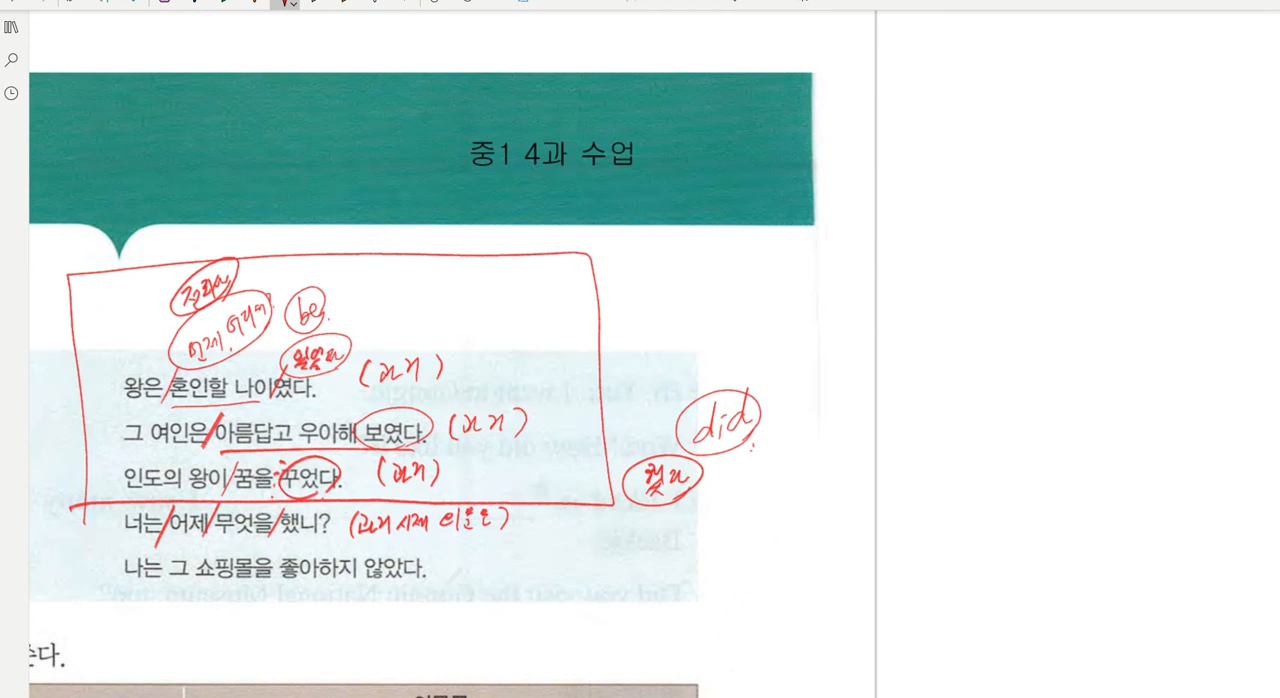 중1 4과 수업
전치사
언제, 어디에
be
있었다
왕은 혼인할 나이였다. (과거)
그 여인은 아름답고 우아해 보였다. (과거)
did
인도의 왕이 꿈을 꾸었다. (과거)
했다
너는 어제 무엇을 했니? (과거시제 의문문)
나는 그 쇼핑몰을 좋아하지 않았다.
다.